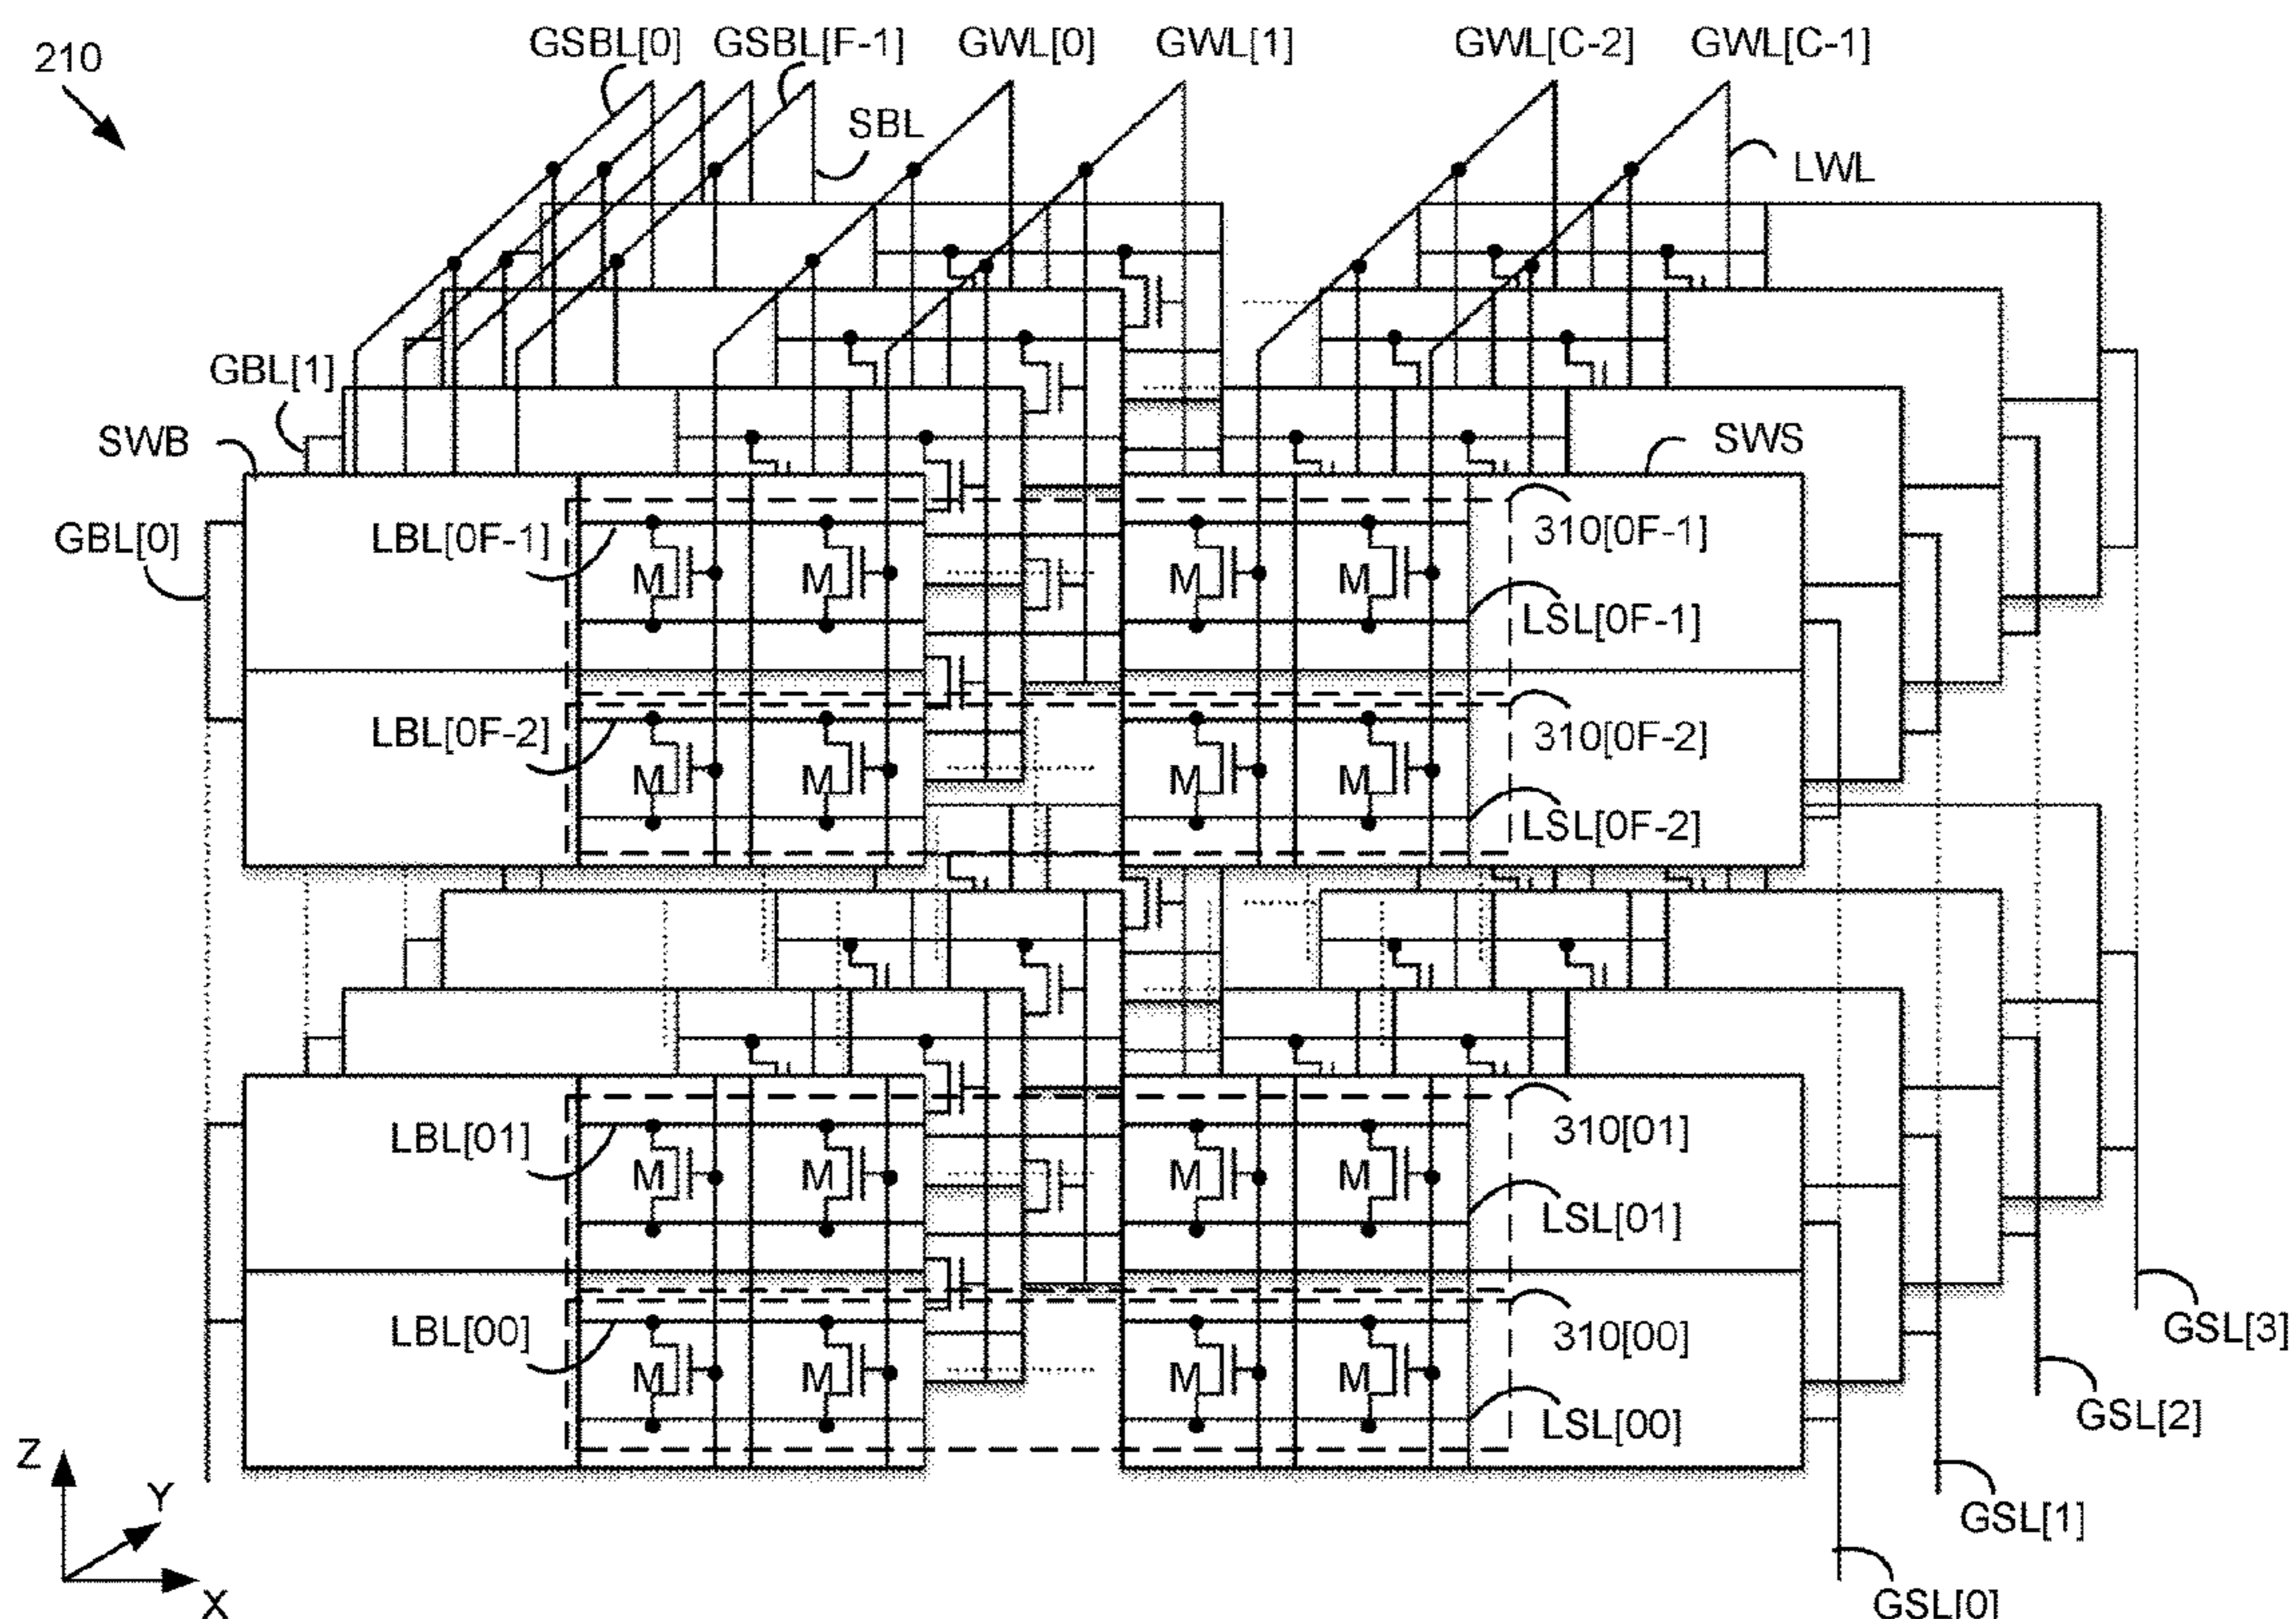 210
GSBL[0] GSBL[F-1] GWL[0] GWL[1] GWL[C-2] GWL[C-1]
SBL
LWL
GBL[1]
SWB
SWS
GBL[0]
LBL[0F-1]
310[0F-1]
M M M M
LSL[0F-1]
LBL[0F-2]
310[0F-2]
M M M M
LSL[0F-2]
LBL[01]
310[01]
M M M M
LSL[01]
LBL[00]
310[00]
GSL[3]
M M M M
LSL[00]
GSL[2]
Z
Y
X
GSL[1]
GSL[0]